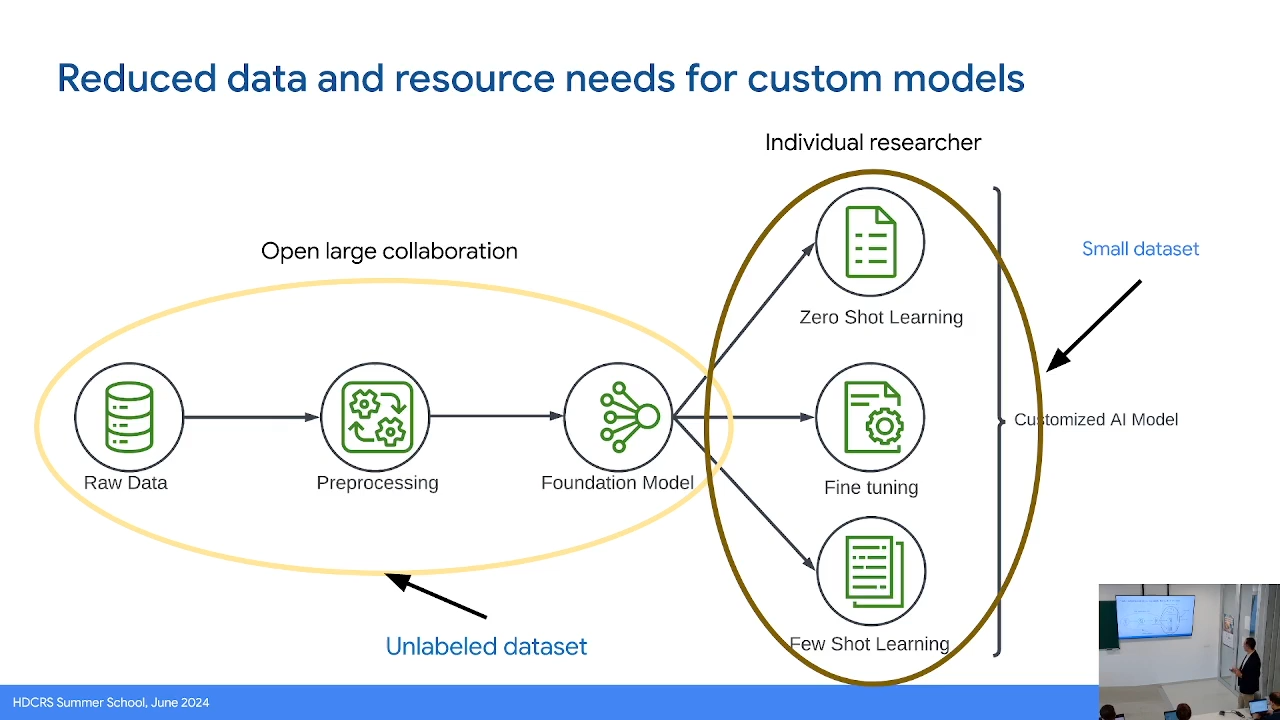 Reduced data and resource needs for custom models
Individual researcher
Open large collaboration
Small dataset
Zero Shot Learning
Customized AI Model
Raw Data
Preprocessing
Foundation Model
Fine tuning
Few Shot Learning
Unlabeled dataset
HDCRS Summer School, June 2024